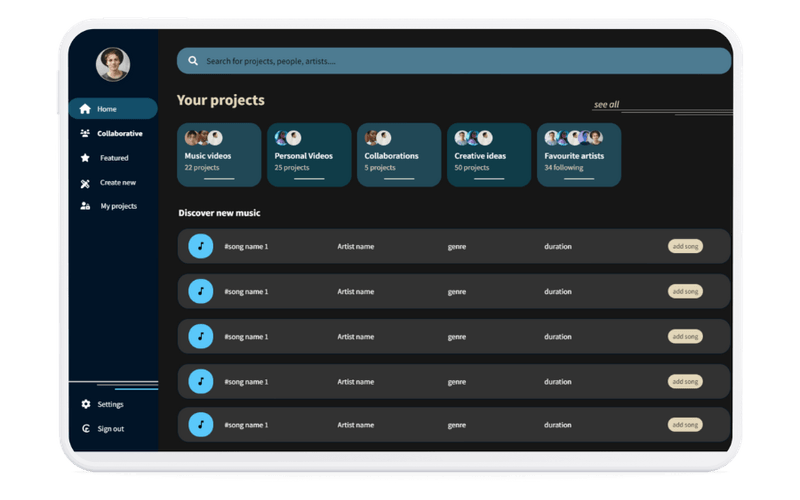 Search for projects, people, artists....
Home
Collaborative
Featured
Create new
My projects
Settings
Sign out
Your projects
see all
Music videos
22 projects
Personal Videos
25 projects
Collaborations
5 projects
Creative ideas
50 projects
Favourite artists
34 following
Discover new music
#song name 1 Artist name genre duration add song
#song name 1 Artist name genre duration add song
#song name 1 Artist name genre duration add song
#song name 1 Artist name genre duration add song
#song name 1 Artist name genre duration add song